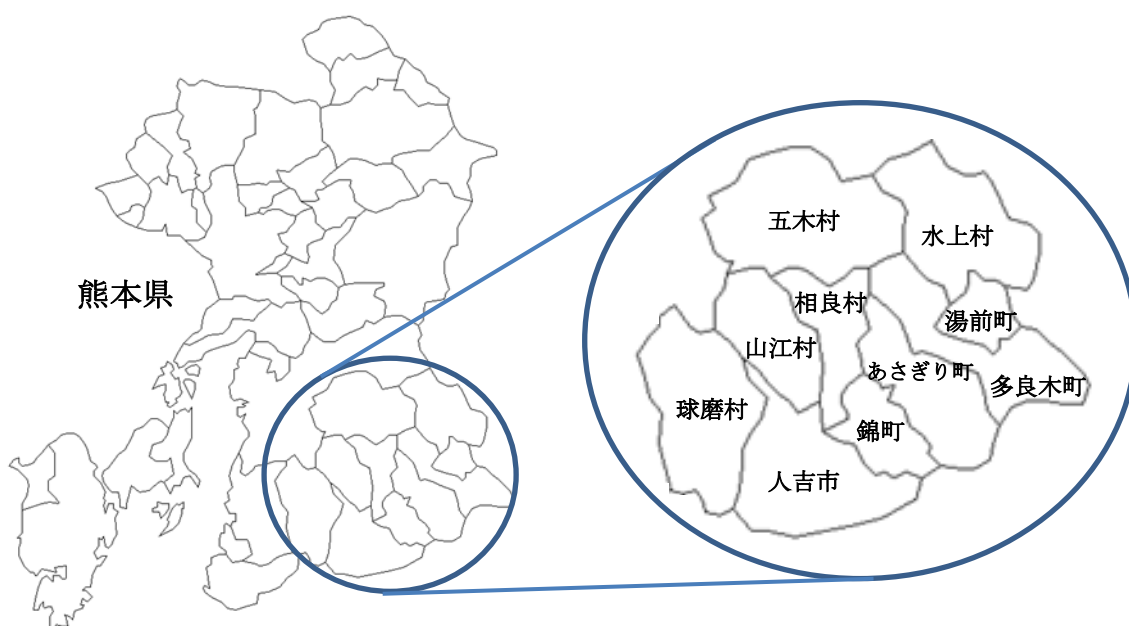 熊本県
五木村
水上村
相良村
湯前町
山江村
あさぎり町
多良木町
球磨村
錦町
人吉市